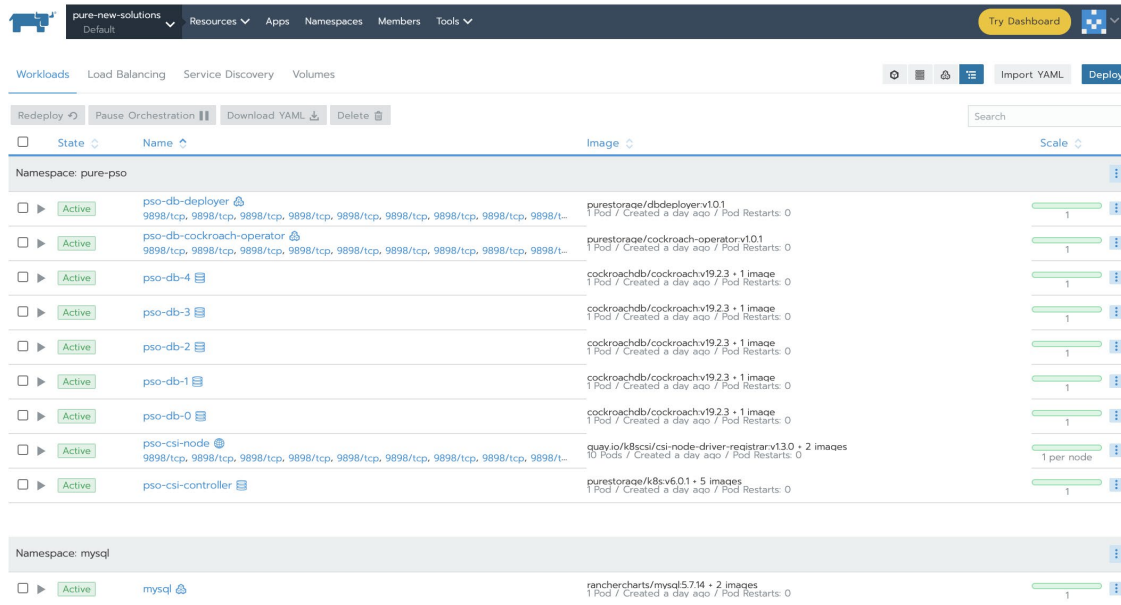 pure-new-solutions
Default
Resources Apps Namespaces Members Tools
Try Dashboard
Workloads Load Balancing Service Discovery Volumes
Import YAML Deploy
Redeploy Pause Orchestration Download YAML Delete
Search
State Name Image Scale
Namespace: pure-pso
Active pso-db-deployer purestorage/dbdeployer:v1.0.1
9898/tcp, 9898/tcp, 9898/tcp, 9898/tcp, 9898/tcp, 9898/tcp, 9898/tcp, 9898/tcp, 9898/t... 1 Pod / Created a day ago / Pod Restarts: 0 1
Active pso-db-cockroach-operator purestorage/cockroach-operator:v1.0.1
9898/tcp, 9898/tcp, 9898/tcp, 9898/tcp, 9898/tcp, 9898/tcp, 9898/tcp, 9898/tcp, 9898/t... 1 Pod / Created a day ago / Pod Restarts: 0 1
Active pso-db-4 cockroachdb/cockroach:v19.2.3 + 1 image
1 Pod / Created a day ago / Pod Restarts: 0 1
Active pso-db-3 cockroachdb/cockroach:v19.2.3 + 1 image
1 Pod / Created a day ago / Pod Restarts: 0 1
Active pso-db-2 cockroachdb/cockroach:v19.2.3 + 1 image
1 Pod / Created a day ago / Pod Restarts: 0 1
Active pso-db-1 cockroachdb/cockroach:v19.2.3 + 1 image
1 Pod / Created a day ago / Pod Restarts: 0 1
Active pso-db-0 cockroachdb/cockroach:v19.2.3 + 1 image
1 Pod / Created a day ago / Pod Restarts: 0 1
Active pso-csi-node quay.io/k8scsi/csi-node-driver-registrar:v1.3.0 + 2 images
9898/tcp, 9898/tcp, 9898/tcp, 9898/tcp, 9898/tcp, 9898/tcp, 9898/tcp, 9898/tcp, 9898/t... 10 Pods / Created a day ago / Pod Restarts: 0 1 per node
Active pso-csi-controller purestorage/k8s:v6.0.1 + 5 images
1 Pod / Created a day ago / Pod Restarts: 0 1
Namespace: mysql
Active mysql ranchercharts/mysql:5.7.14 + 2 images
1 Pod / Created a day ago / Pod Restarts: 0 1